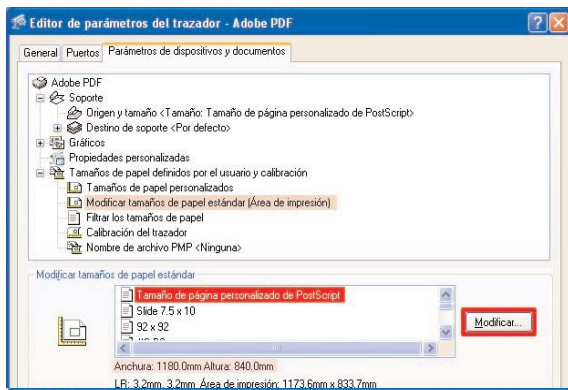 Editor de parámetros del trazador - Adobe PDF
General Puertos Parámetros de dispositivos y documentos
Adobe PDF
Soporte
Origen y tamaño <Tamaño: Tamaño de página personalizado de PostScript>
Destino de soporte <Por defecto>
Gráficos
Propiedades personalizadas
Tamaños de papel definidos por el usuario y calibración
Tamaños de papel personalizados
Modificar tamaños de papel estándar (Área de impresión)
Filtrar los tamaños de papel
Calibración del trazador
Nombre de archivo PMP <Ninguna>
Modificar tamaños de papel estándar
Tamaño de página personalizado de PostScript
Slide 7.5 x 10
92 x 92
Modificar...
Anchura: 1180.0mm Altura: 840.0mm
LR: 3.2mm, 3.2mm Área de impresión: 1173.6mm x 833.7mm